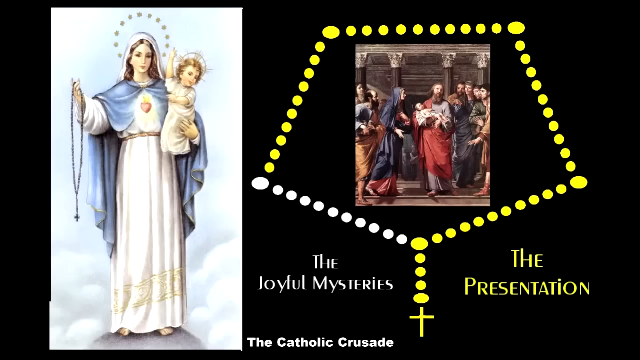 The
Joyful Mysteries
The
Presentation
The Catholic Crusade